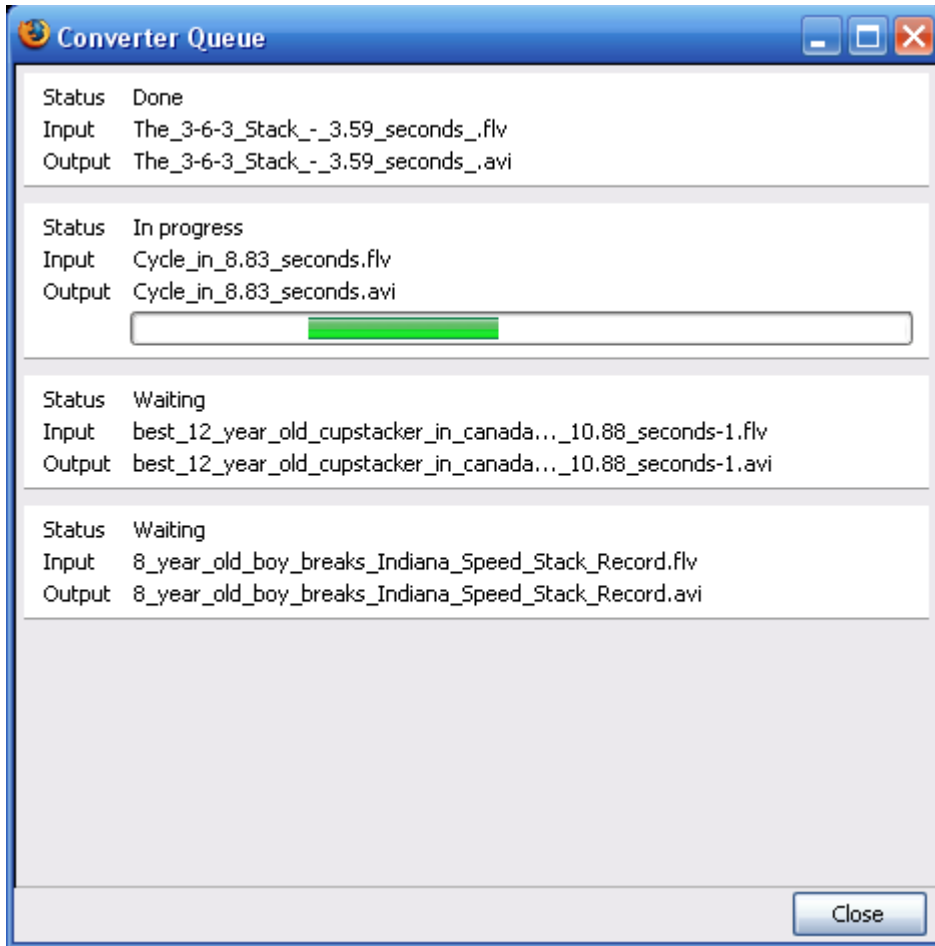 Converter Queue
Status Done
Input The_3-6-3_Stack_-_3.59_seconds_.flv
Output The_3-6-3_Stack_-_3.59_seconds_.avi
Status In progress
Input Cycle_in_8.83_seconds.flv
Output Cycle_in_8.83_seconds.avi
Status Waiting
Input best_12_year_old_cupstacker_in_canada..._10.88_seconds-1.flv
Output best_12_year_old_cupstacker_in_canada..._10.88_seconds-1.avi
Status Waiting
Input 8_year_old_boy_breaks_Indiana_Speed_Stack_Record.flv
Output 8_year_old_boy_breaks_Indiana_Speed_Stack_Record.avi
Close